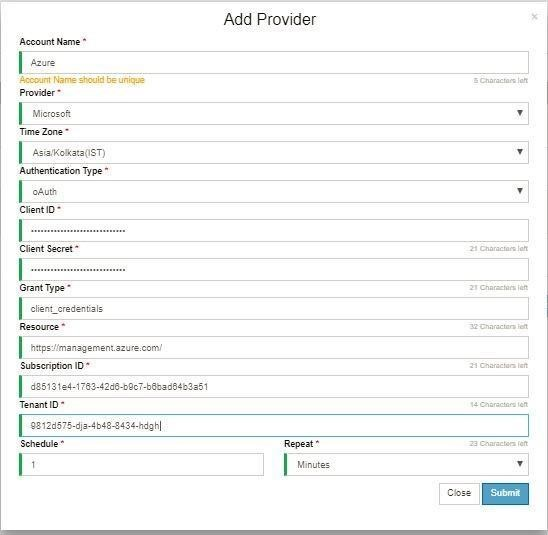 Add Provider
×
Account Name *
Azure
Account Name should be unique 5 Characters left
Provider *
Microsoft
Time Zone *
Asia/Kolkata(IST)
Authentication Type *
oAuth
Client ID *
Client Secret * 21 Characters left
Grant Type * 21 Characters left
client_credentials
Resource * 32 Characters left
https://management.azure.com/
Subscription ID * 21 Characters left
d85131e4-1763-42d6-b9c7-b6bad64b3a51
Tenant ID * 14 Characters left
9812d575-dja-4b48-8434-hdgh
Schedule * Repeat * 23 Characters left
1 Minutes
Close Submit